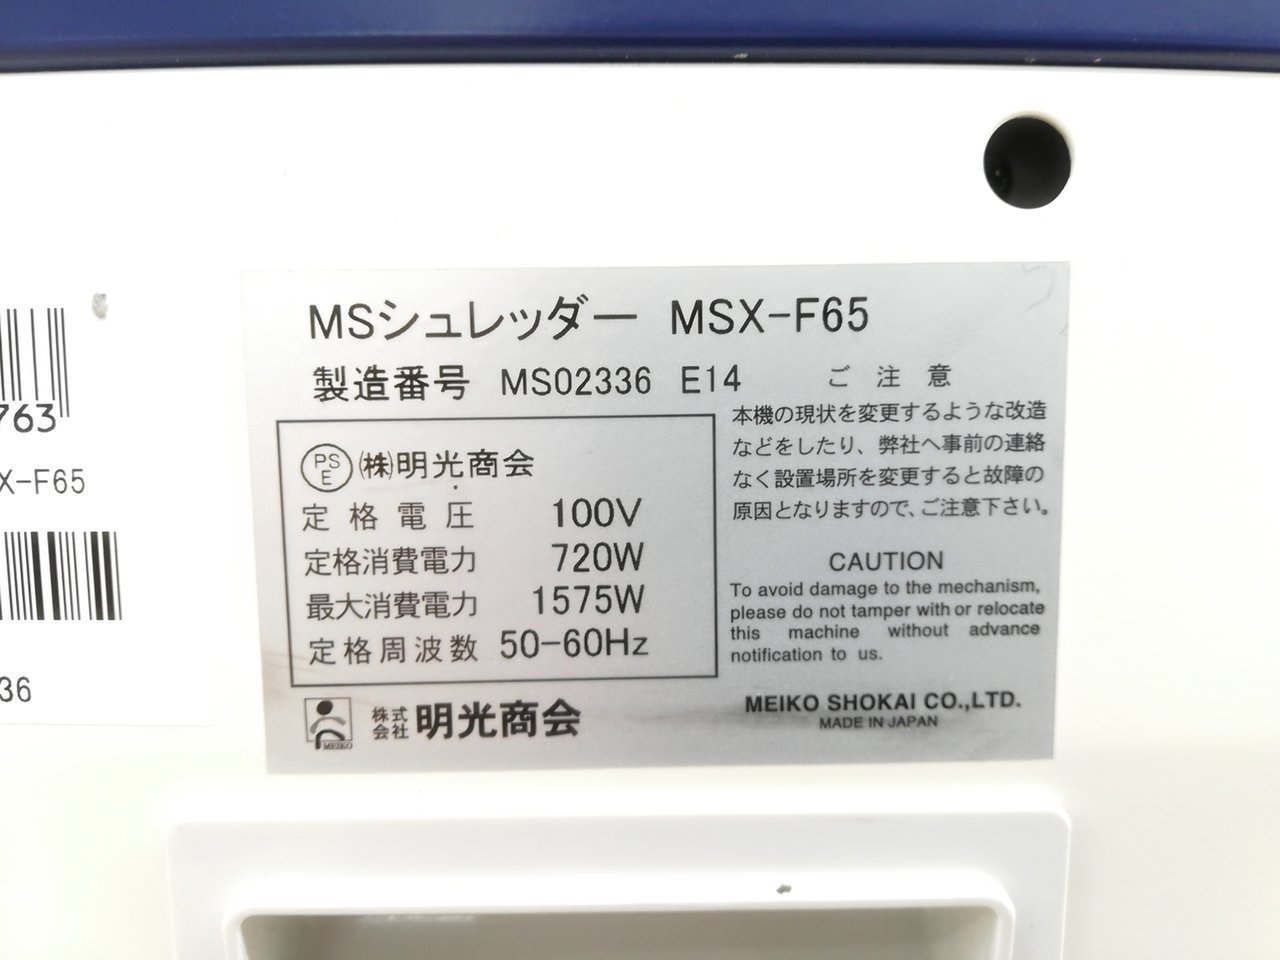 763
X-F65
36
MSシュレッダー MSX-F65
製造番号 MS02336 E14
PSE (株)明光商会
定格電圧 100V
定格消費電力 720W
最大消費電力 1575W
定格周波数 50-60Hz
ご注意
本機の現状を変更するような改造
などをしたり、弊社へ事前の連絡
なく設置場所を変更すると故障の
原因となりますので、ご注意下さい。
CAUTION
To avoid damage to the mechanism,
please do not tamper with or relocate
this machine without advance
notification to us.
MEIKO
株式会社 明光商会
MEIKO SHOKAI CO.,LTD.
MADE IN JAPAN